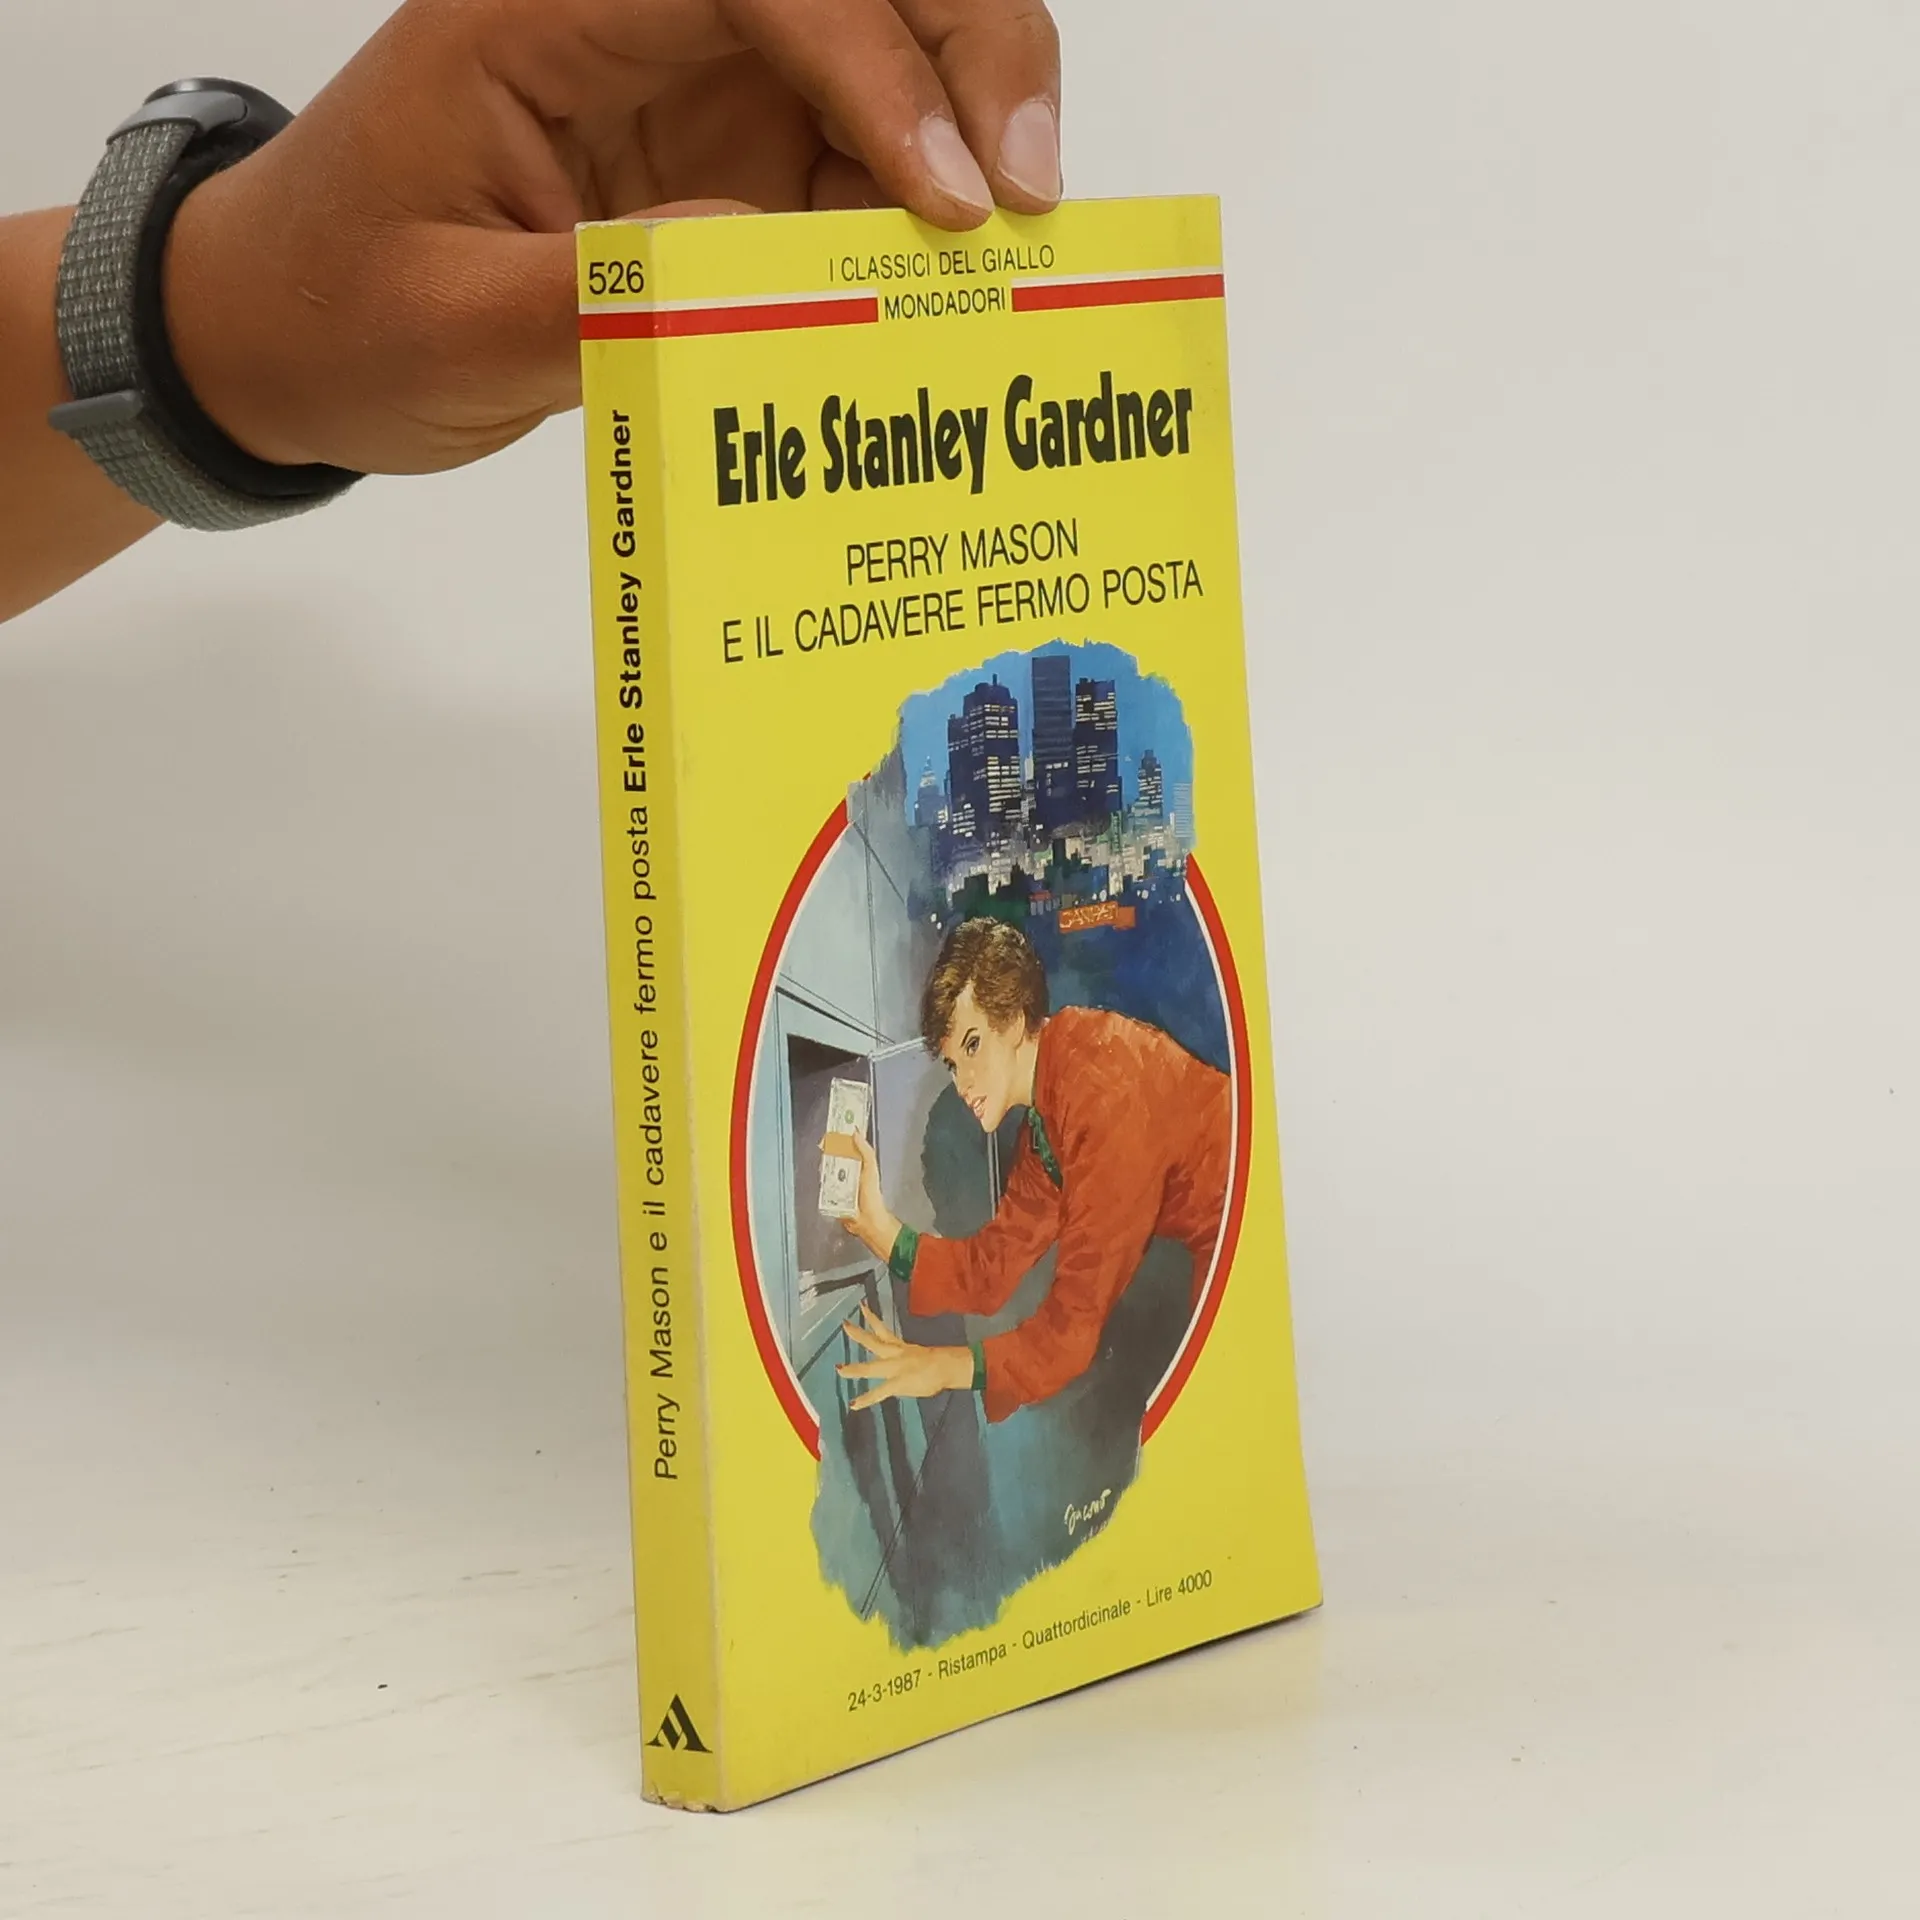 526
I CLASSICI DEL GIALLO
MONDADORI
Erle Stanley Gardner
PERRY MASON
E IL CADAVERE FERMO POSTA
24-3-1987 - Ristampa - Quattordicinale - Lire 4000
Perry Mason e il cadavere fermo posta Erle Stanley Gardner